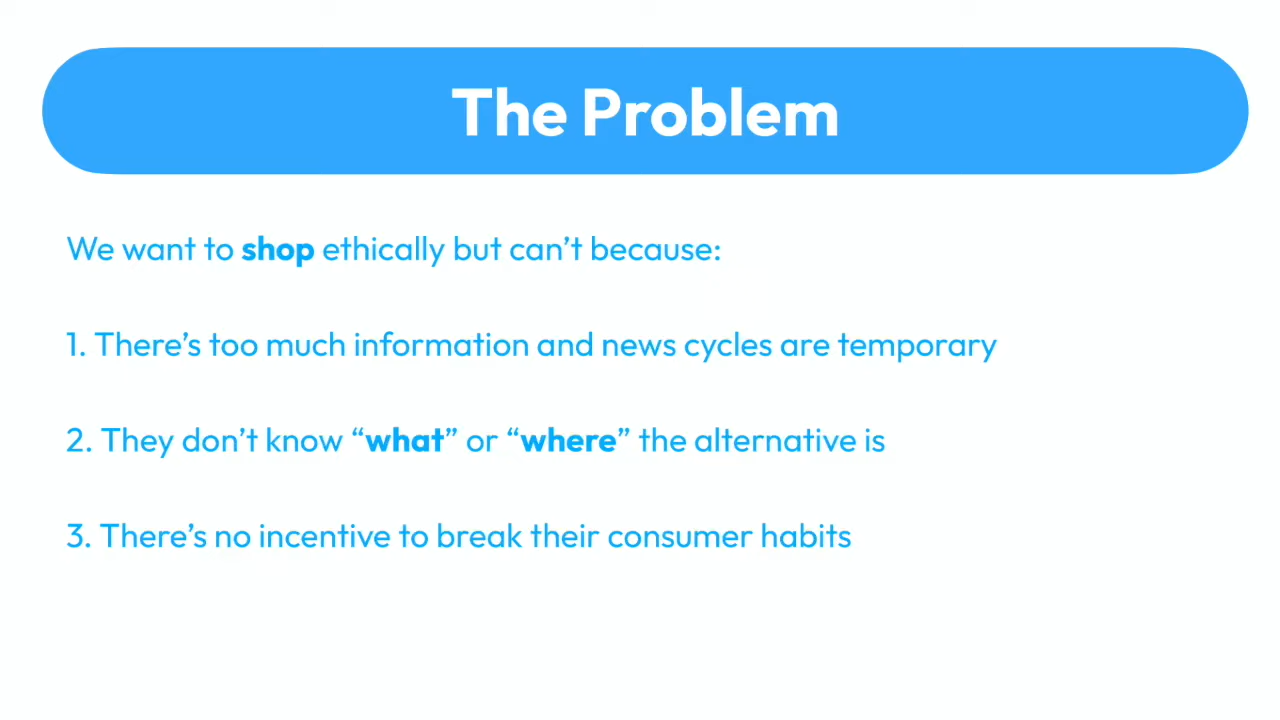 The Problem
We want to shop ethically but can’t because:
1. There’s too much information and news cycles are temporary
2. They don’t know “what” or “where” the alternative is
3. There’s no incentive to break their consumer habits